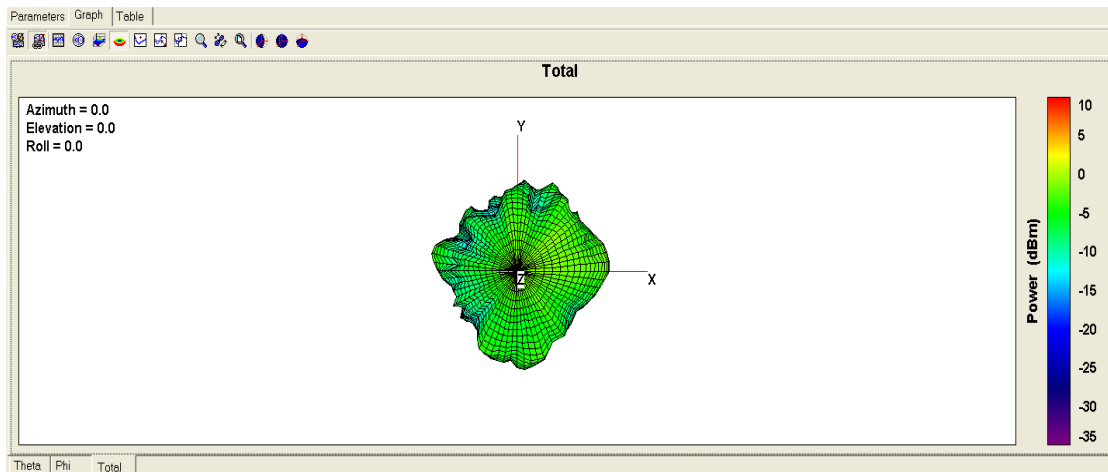 Parameters Graph Table
Total
Azimuth = 0.0
Elevation = 0.0
Roll = 0.0
Y
X
Z
10
5
0
-5
-10
-15
-20
-25
-30
-35
Power (dBm)
Theta Phi Total